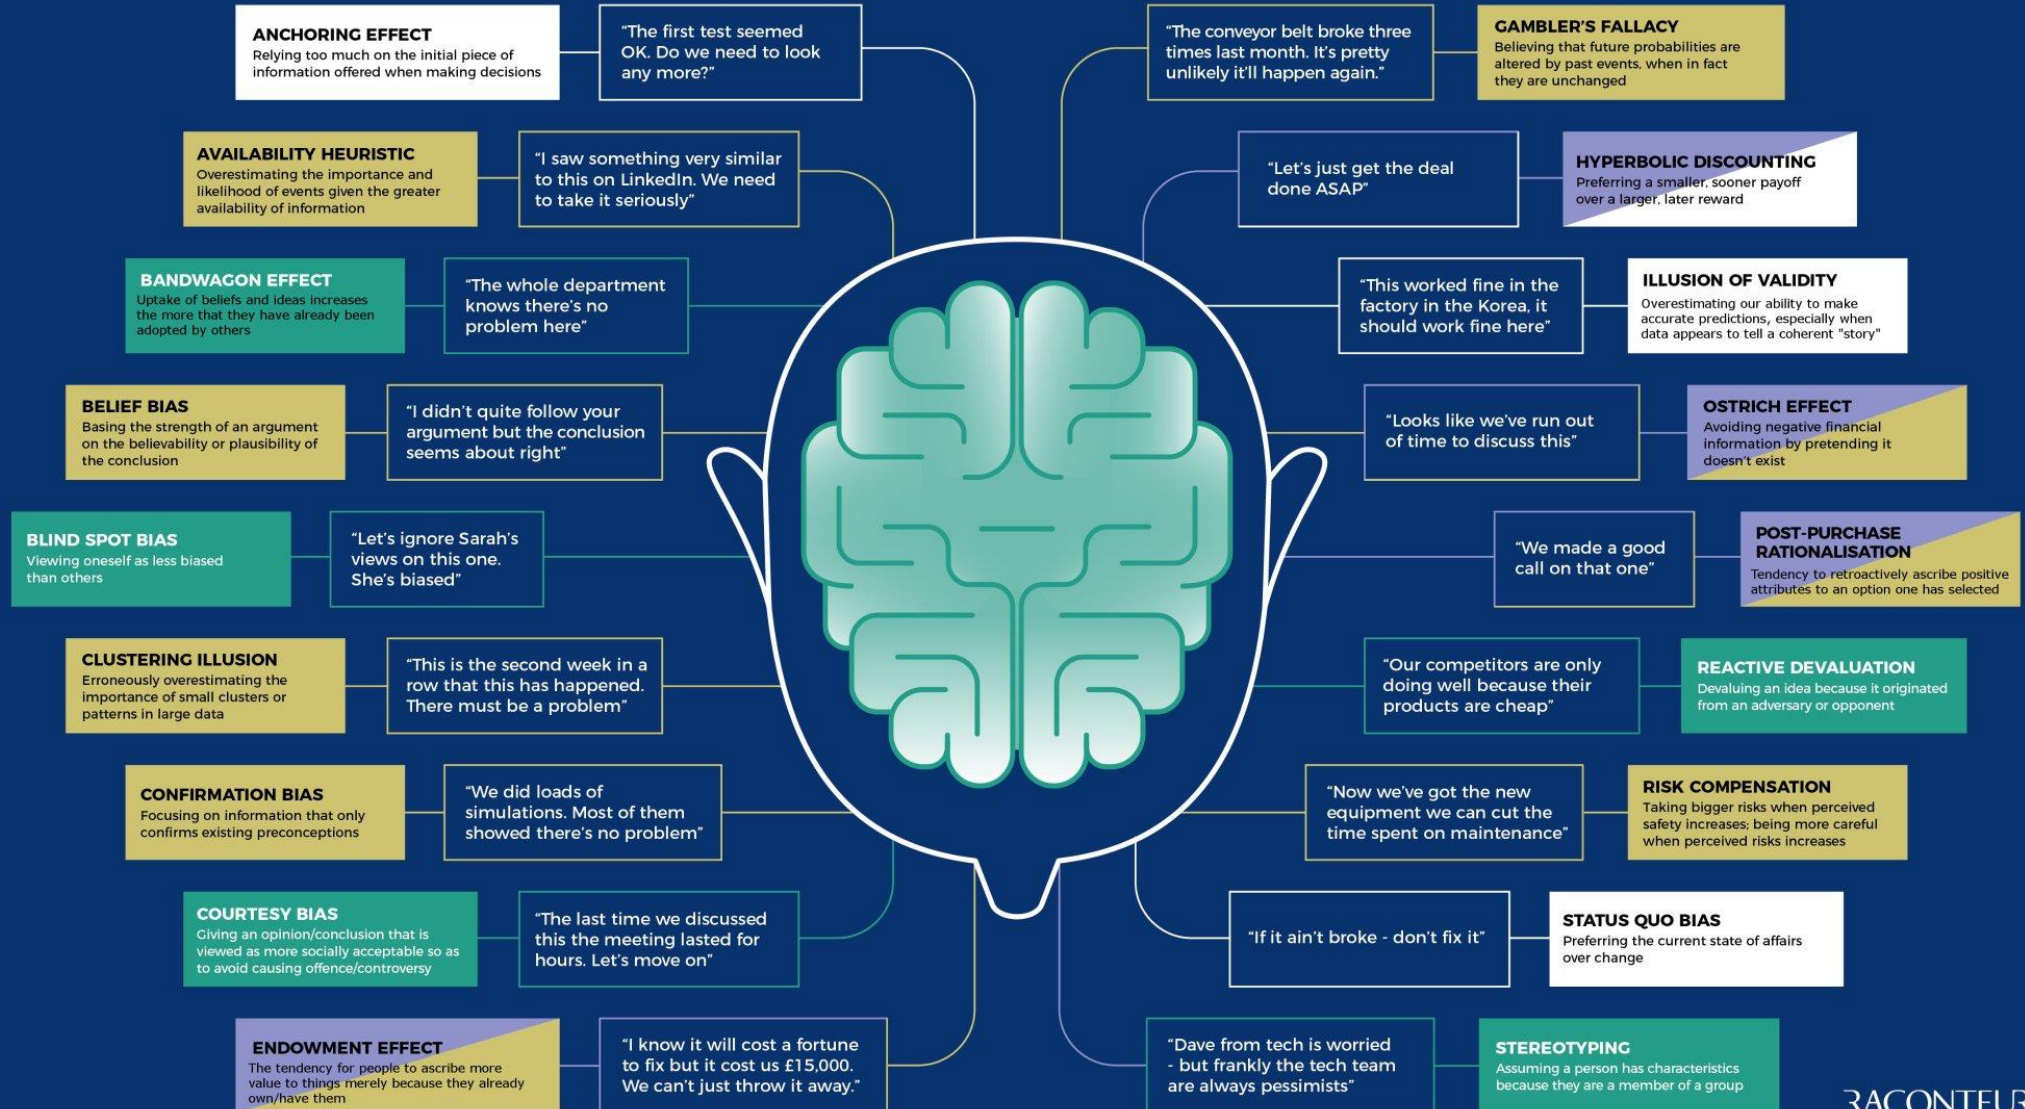 ANCHORING EFFECT
Relying too much on the initial piece of
information offered when making decisions
“The first test seemed
OK. Do we need to look
any more?”
AVAILABILITY HEURISTIC
Overestimating the importance and
likelihood of events given the greater
availability of information
“I saw something very similar
to this on LinkedIn. We need
to take it seriously”
BANDWAGON EFFECT
Uptake of beliefs and ideas increases
the more that they have already been
adopted by others
“The whole department
knows there’s no
problem here”
BELIEF BIAS
Basing the strength of an argument
on the believability or plausibility of
the conclusion
“I didn’t quite follow your
argument but the conclusion
seems about right”
BLIND SPOT BIAS
Viewing oneself as less biased
than others
“Let’s ignore Sarah’s
views on this one.
She’s biased”
CLUSTERING ILLUSION
Erroneously overestimating the
importance of small clusters or
patterns in large data
“This is the second week in a
row that this has happened.
There must be a problem”
CONFIRMATION BIAS
Focusing on information that only
confirms existing preconceptions
“We did loads of
simulations. Most of them
showed there’s no problem”
COURTESY BIAS
Giving an opinion/conclusion that is
viewed as more socially acceptable so as
to avoid causing offence/controversy
“The last time we discussed
this the meeting lasted for
hours. Let’s move on”
ENDOWMENT EFFECT
The tendency for people to ascribe more
value to things merely because they already
own/have them
“I know it will cost a fortune
to fix but it cost us £15,000.
We can’t just throw it away.”
“The conveyor belt broke three
times last month. It’s pretty
unlikely it’ll happen again.”
GAMBLER’S FALLACY
Believing that future probabilities are
altered by past events, when in fact
they are unchanged
“Let’s just get the deal
done ASAP”
HYPERBOLIC DISCOUNTING
Preferring a smaller, sooner payoff
over a larger, later reward
“This worked fine in the
factory in the Korea, it
should work fine here”
ILLUSION OF VALIDITY
Overestimating our ability to make
accurate predictions, especially when
data appears to tell a coherent "story"
“Looks like we’ve run out
of time to discuss this”
OSTRICH EFFECT
Avoiding negative financial
information by pretending it
doesn’t exist
“We made a good
call on that one”
POST-PURCHASE
RATIONALISATION
Tendency to retroactively ascribe positive
attributes to an option one has selected
“Our competitors are only
doing well because their
products are cheap”
REACTIVE DEVALUATION
Devaluing an idea because it originated
from an adversary or opponent
“Now we’ve got the new
equipment we can cut the
time spent on maintenance”
RISK COMPENSATION
Taking bigger risks when perceived
safety increases; being more careful
when perceived risks increases
“If it ain’t broke - don’t fix it”
STATUS QUO BIAS
Preferring the current state of affairs
over change
“Dave from tech is worried
- but frankly the tech team
are always pessimists”
STEREOTYPING
Assuming a person has characteristics
because they are a member of a group
RACONTEUR